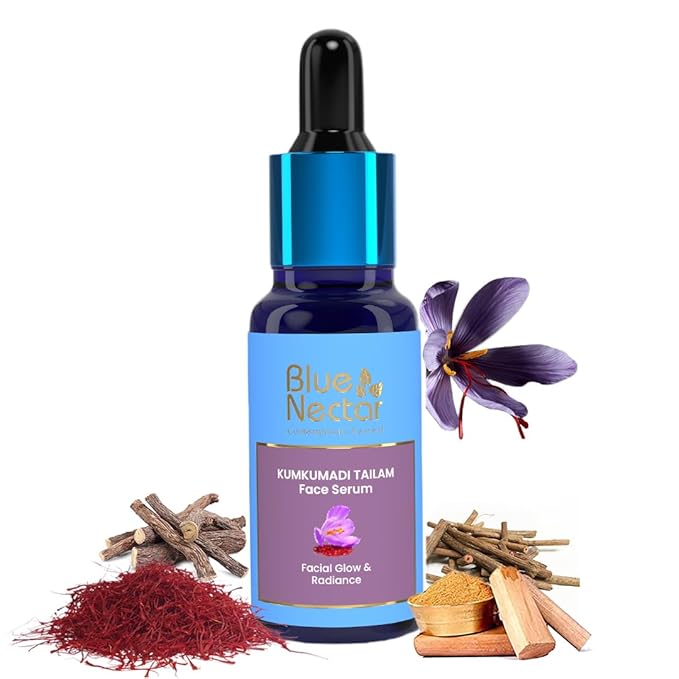 Blue
Nectar
KUMKUMADI TAILAM
Face Serum
Facial Glow &
Radiance